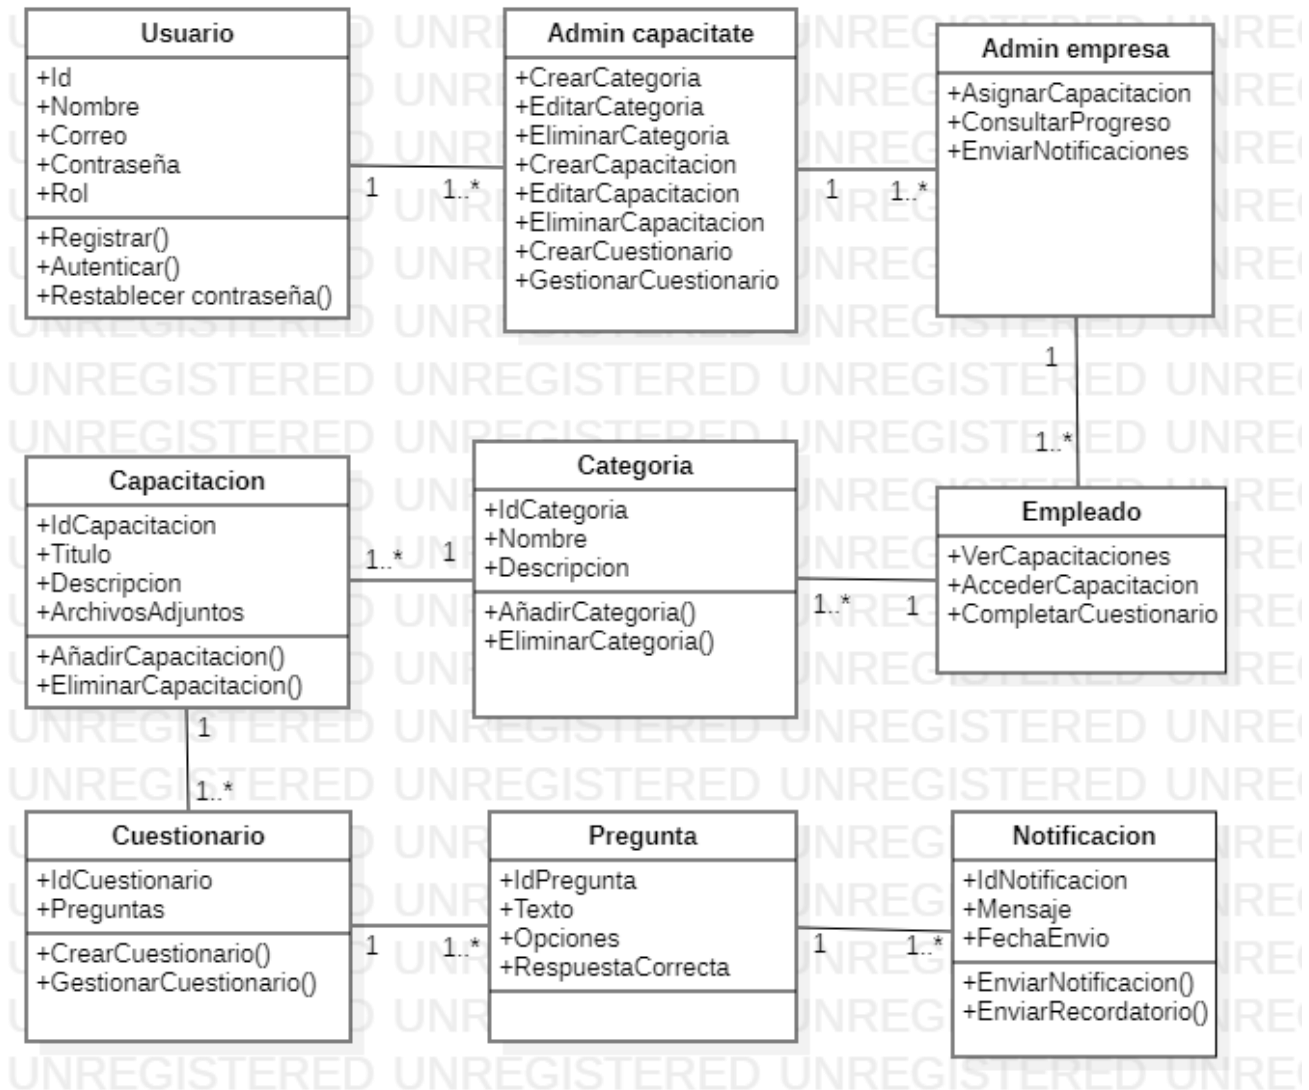 Usuario
+Id
+Nombre
+Correo
+Contraseña
+Rol
+Registrar()
+Autenticar()
+Restablecer contraseña()
1
1..*
Admin capacitate
+CrearCategoria
+EditarCategoria
+EliminarCategoria
+CrearCapacitacion
+EditarCapacitacion
+EliminarCapacitacion
+CrearCuestionario
+GestionarCuestionario
1
1..*
Admin empresa
+AsignarCapacitacion
+ConsultarProgreso
+EnviarNotificaciones
1
1..*
Capacitacion
+IdCapacitacion
+Titulo
+Descripcion
+ArchivosAdjuntos
+AñadirCapacitacion()
+EliminarCapacitacion()
1..*
1
Categoria
+IdCategoria
+Nombre
+Descripcion
+AñadirCategoria()
+EliminarCategoria()
1..*
1
Empleado
+VerCapacitaciones
+AccederCapacitacion
+CompletarCuestionario
1
1..*
Cuestionario
+IdCuestionario
+Preguntas
+CrearCuestionario()
+GestionarCuestionario()
1
1..*
Pregunta
+IdPregunta
+Texto
+Opciones
+RespuestaCorrecta
1
1..*
Notificacion
+IdNotificacion
+Mensaje
+FechaEnvio
+EnviarNotificacion()
+EnviarRecordatorio()
UNREGISTERED UNREGISTERED UNREGISTERED